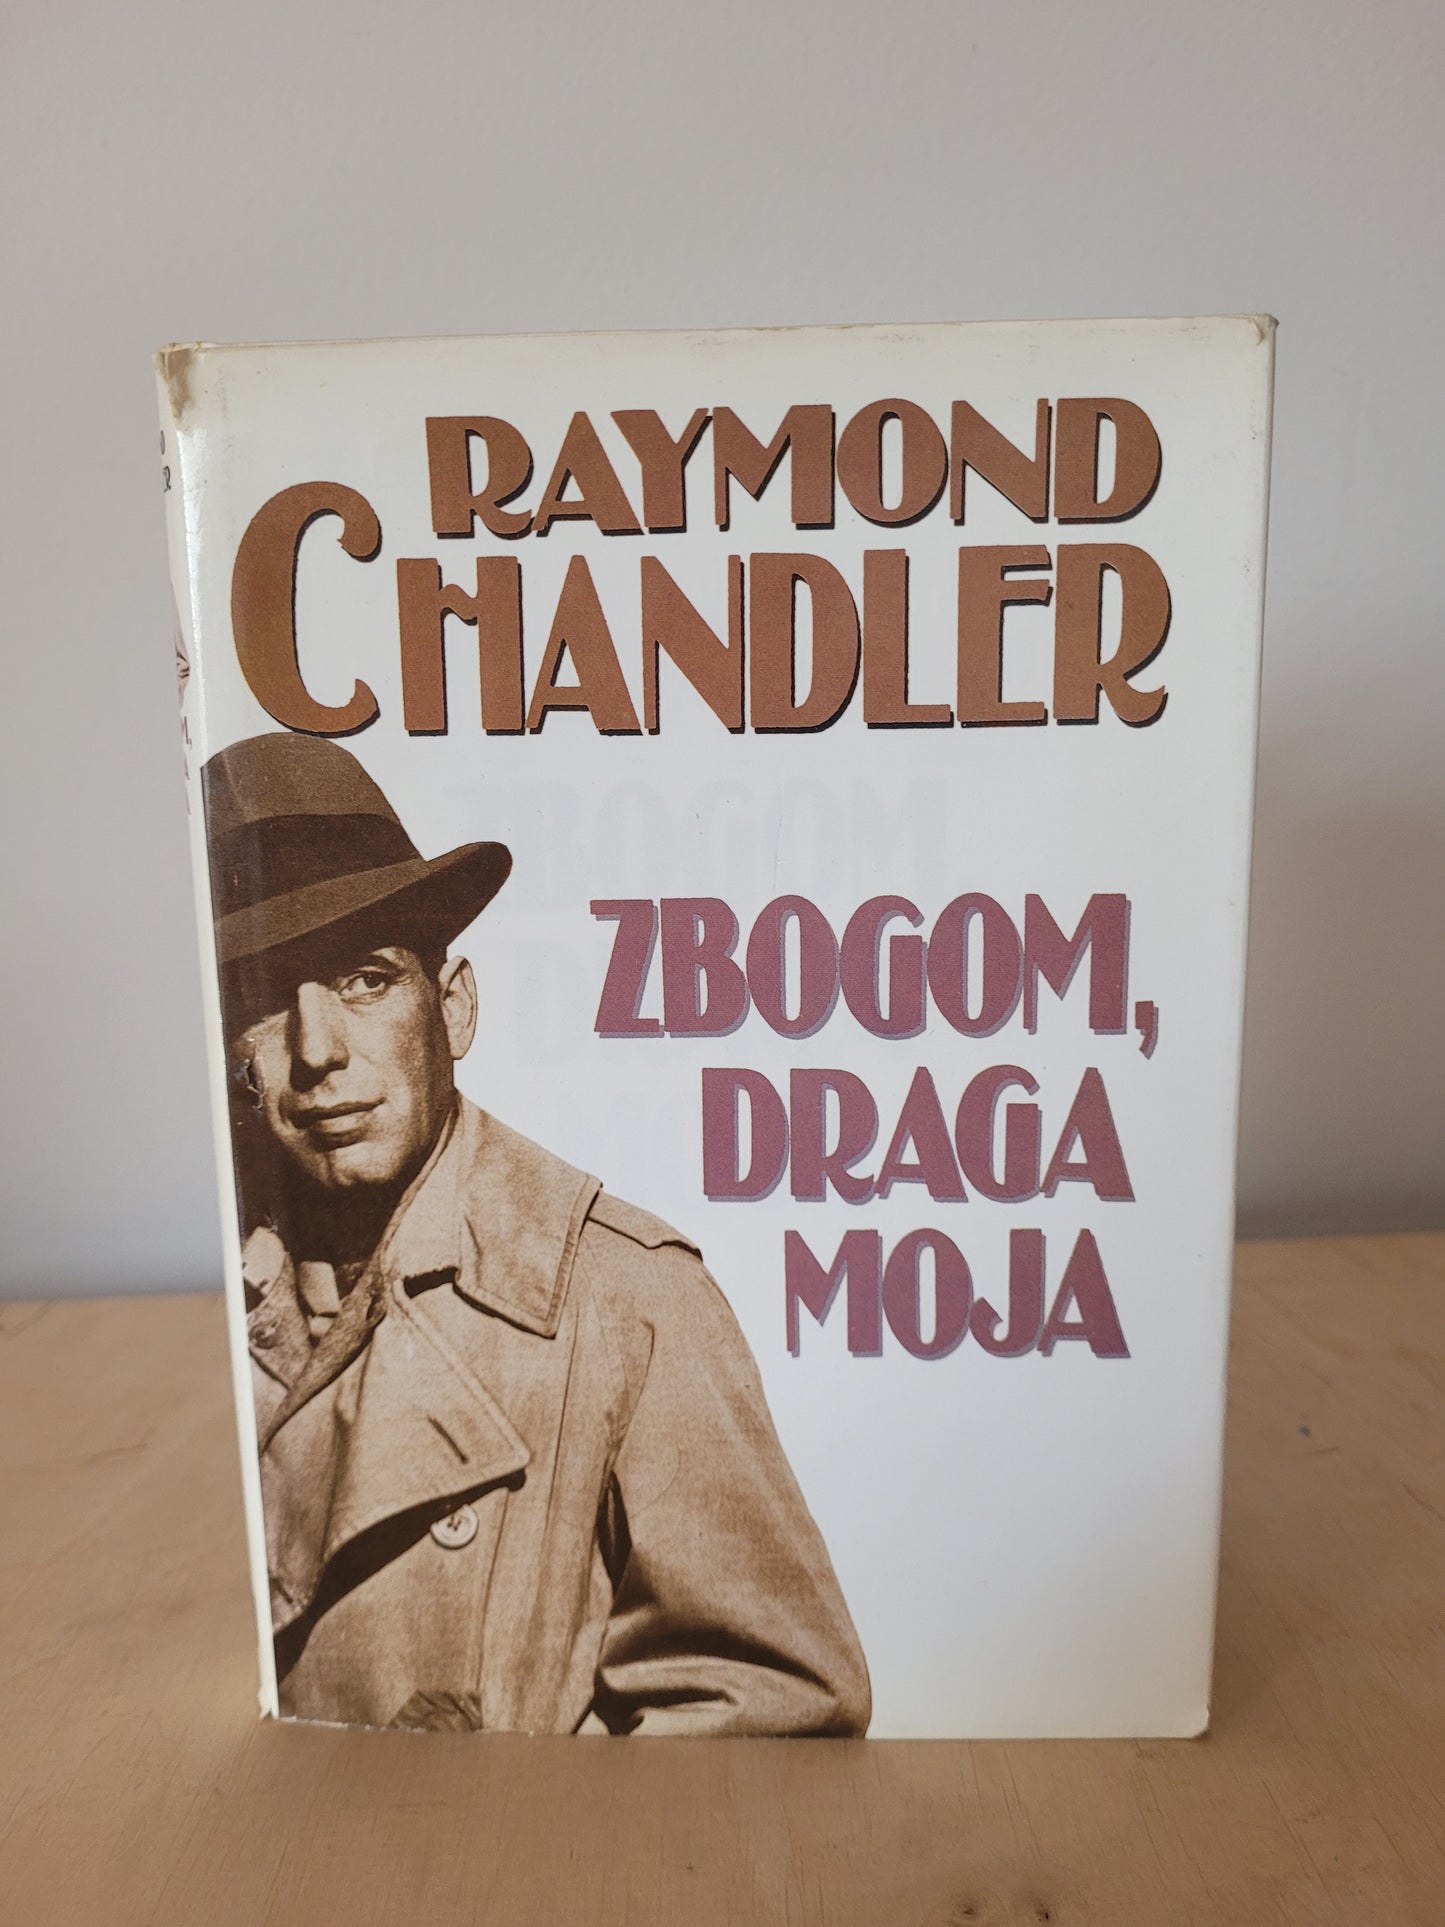 RAYMOND
CHANDLER
ZBOGOM,
DRAGA
MOJA